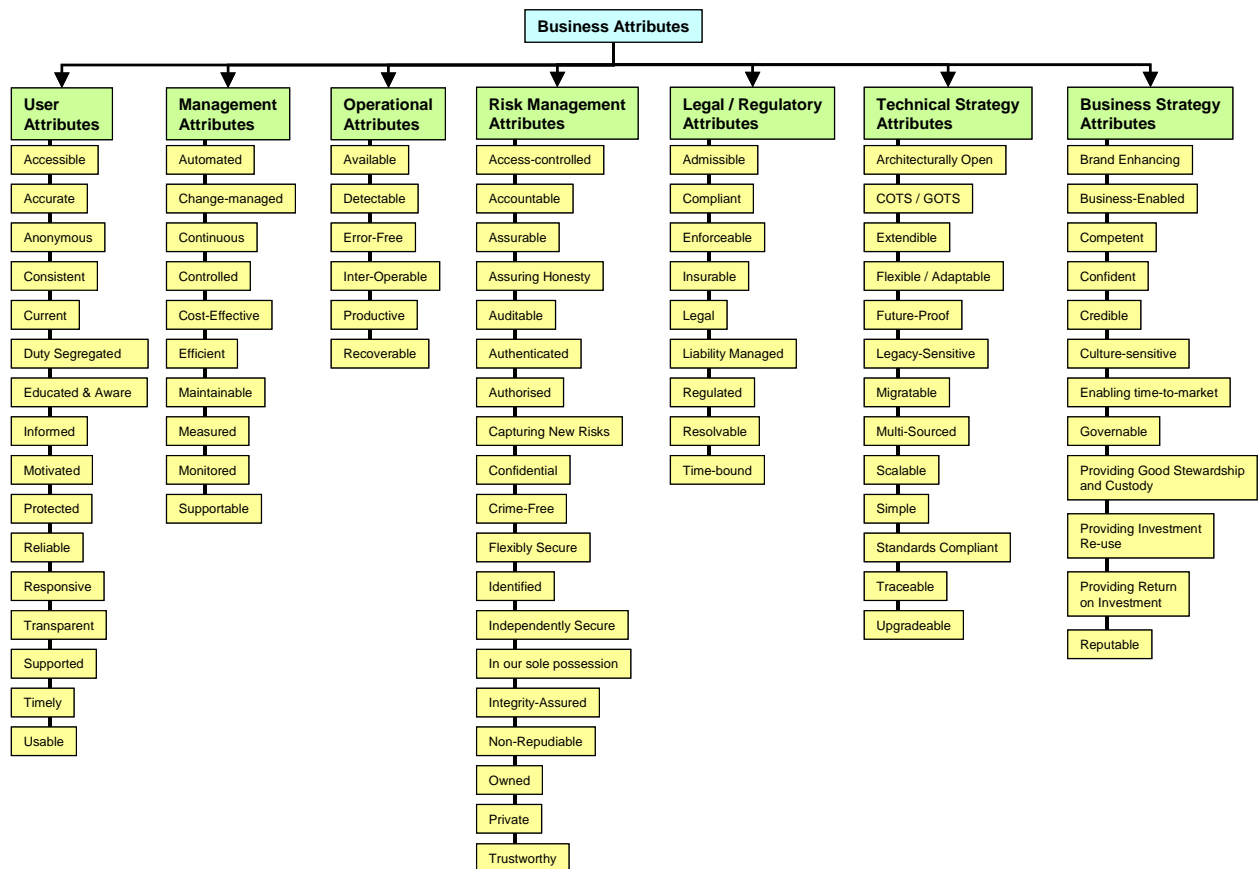 Business Attributes
User
Attributes
Accessible
Accurate
Anonymous
Consistent
Current
Duty Segregated
Educated & Aware
Informed
Motivated
Protected
Reliable
Responsive
Transparent
Supported
Timely
Usable
Management
Attributes
Automated
Change-managed
Continuous
Controlled
Cost-Effective
Efficient
Maintainable
Measured
Monitored
Supportable
Operational
Attributes
Available
Detectable
Error-Free
Inter-Operable
Productive
Recoverable
Risk Management
Attributes
Access-controlled
Accountable
Assurable
Assuring Honesty
Auditable
Authenticated
Authorised
Capturing New Risks
Confidential
Crime-Free
Flexibly Secure
Identified
Independently Secure
In our sole possession
Integrity-Assured
Non-Repudiable
Owned
Private
Trustworthy
Legal / Regulatory
Attributes
Admissible
Compliant
Enforceable
Insurable
Legal
Liability Managed
Regulated
Resolvable
Time-bound
Technical Strategy
Attributes
Architecturally Open
COTS / GOTS
Extendible
Flexible / Adaptable
Future-Proof
Legacy-Sensitive
Migratable
Multi-Sourced
Scalable
Simple
Standards Compliant
Traceable
Upgradeable
Business Strategy
Attributes
Brand Enhancing
Business-Enabled
Competent
Confident
Credible
Culture-sensitive
Enabling time-to-market
Governable
Providing Good Stewardship
and Custody
Providing Investment
Re-use
Providing Return
on Investment
Reputable